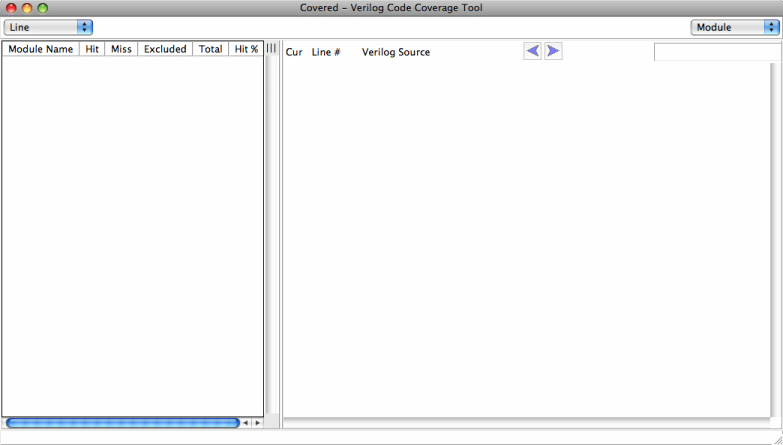 Covered – Verilog Code Coverage Tool
Line Module
Module Name Hit Miss Excluded Total Hit %
Cur Line # Verilog Source